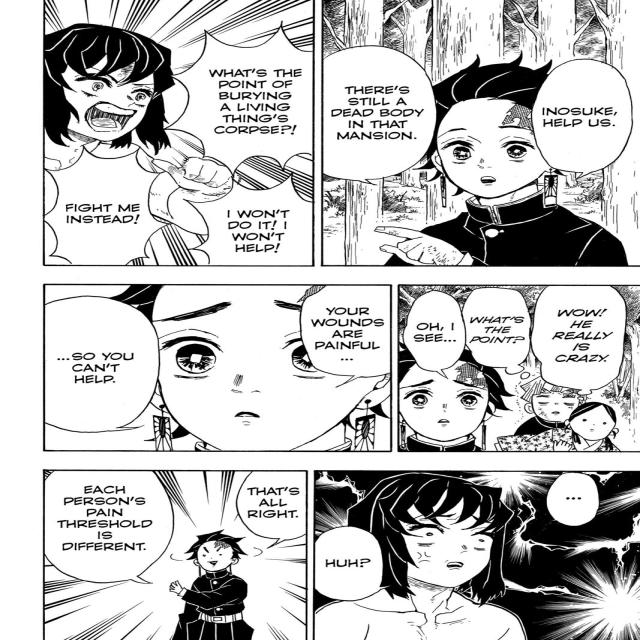 THERE'S
STILL A
DEAD BODY
IN THAT
MANSION.
INOSUKE,
HELP US.
WHAT'S THE
POINT OF
BURYING
A LIVING
THING'S
CORPSE?!
I WON'T
DO IT! I
WON'T
HELP!
FIGHT ME
INSTEAD!
WOW!
HE
REALLY
IS
CRAZY.
WHAT'S
THE
POINT?
OH, I
SEE...
YOUR
WOUNDS
ARE
PAINFUL
...
...SO YOU
CAN'T
HELP.
THAT'S
ALL
RIGHT.
EACH
PERSON'S
PAIN
THRESHOLD
IS
DIFFERENT.
...
HUH?